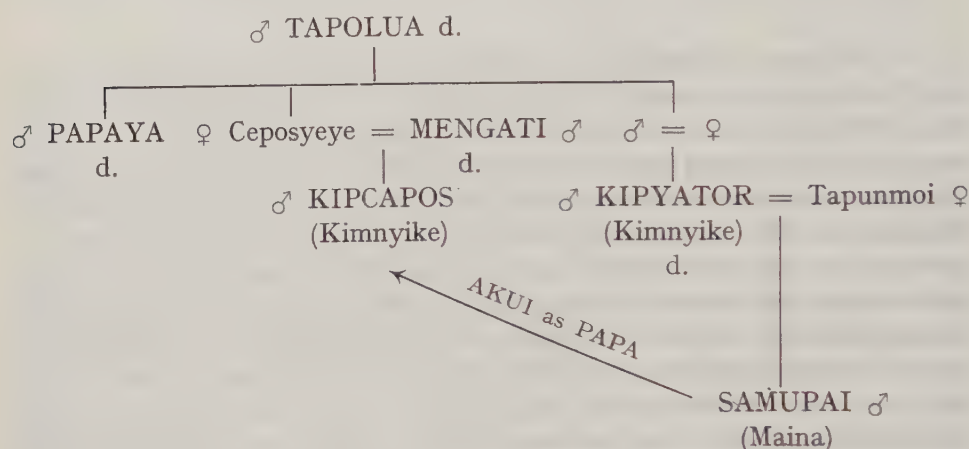 ♂ TAPOLUA d.
♂ PAPAYA ♀ Ceposyeye = MENGATI ♂ ♂ = ♀
d. d.
♂ KIPCAPOS ♂ KIPYATOR = Tapunmoi ♀
(Kimnyike) (Kimnyike)
d.
AKUI as PAPA
SAMUPAI ♂
(Maina)